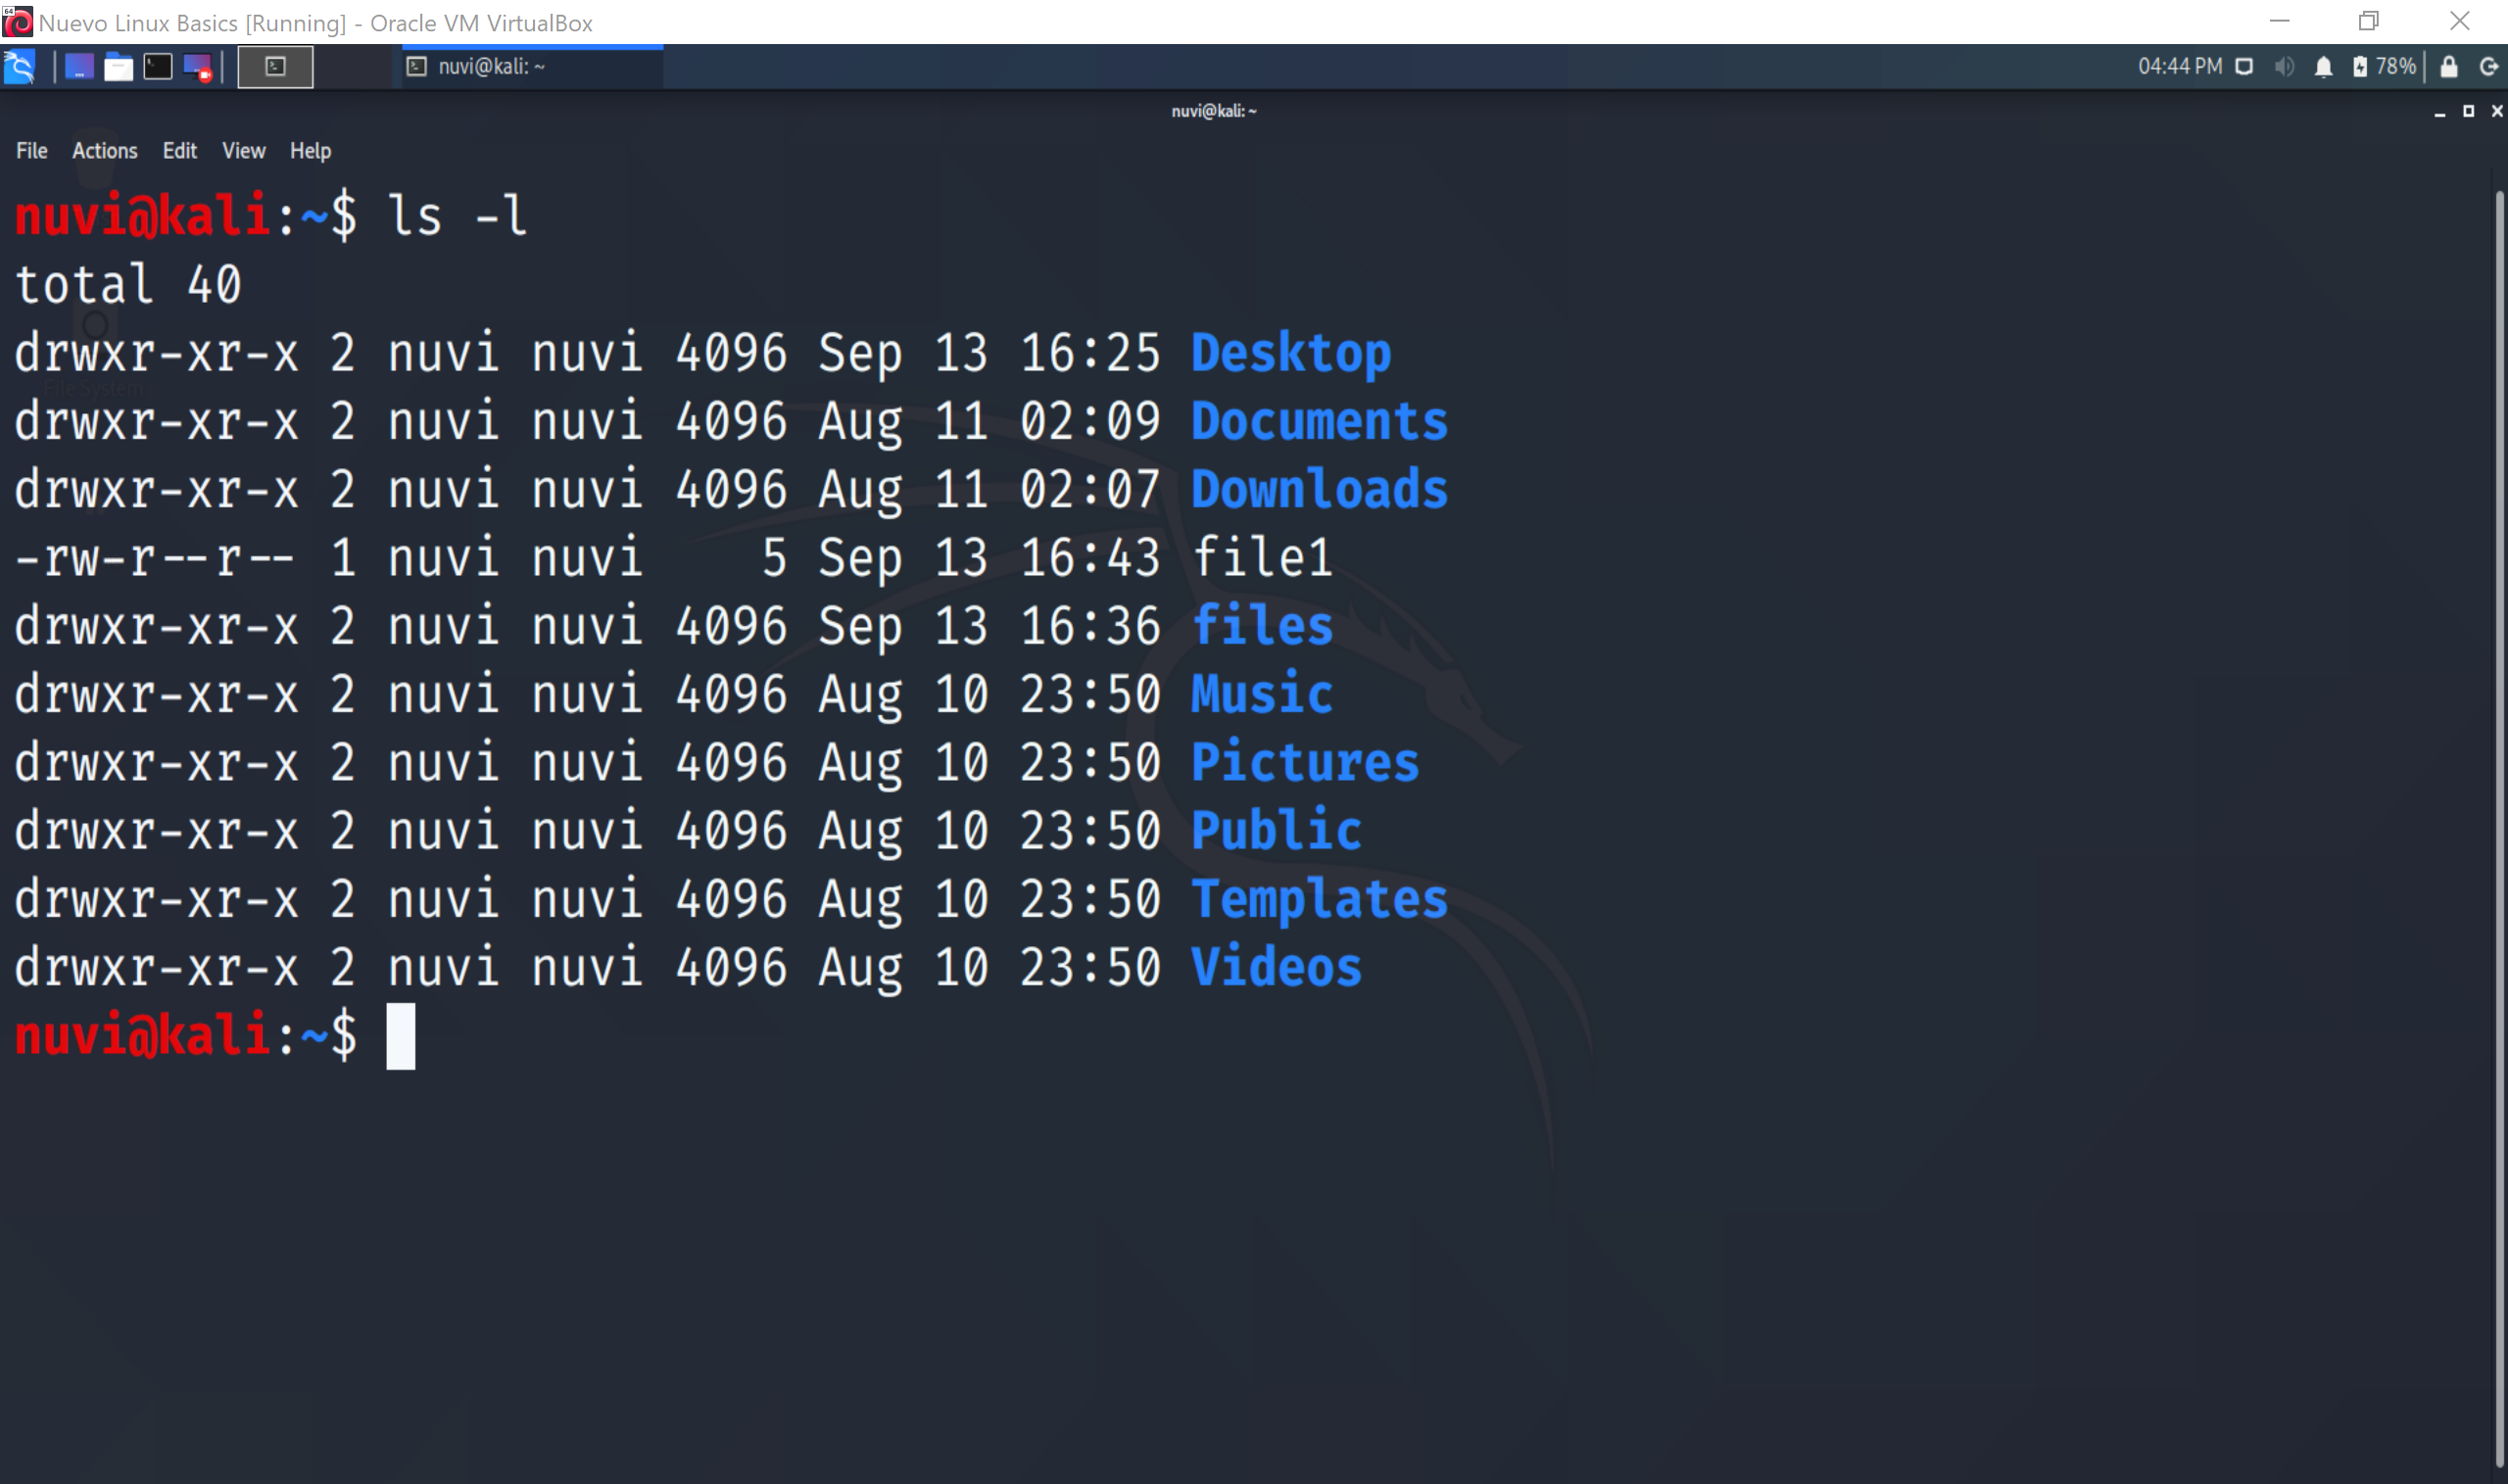 64
Nuevo Linux Basics [Running] - Oracle VM VirtualBox
nuvi@kali: ~
04:44 PM
78%
nuvi@kali: ~
File Actions Edit View Help
nuvi@kali:~$ ls -l
total 40
drwxr-xr-x 2 nuvi nuvi 4096 Sep 13 16:25 Desktop
File System
drwxr-xr-x 2 nuvi nuvi 4096 Aug 11 02:09 Documents
drwxr-xr-x 2 nuvi nuvi 4096 Aug 11 02:07 Downloads
-rw-r--r-- 1 nuvi nuvi    5 Sep 13 16:43 file1
drwxr-xr-x 2 nuvi nuvi 4096 Sep 13 16:36 files
drwxr-xr-x 2 nuvi nuvi 4096 Aug 10 23:50 Music
drwxr-xr-x 2 nuvi nuvi 4096 Aug 10 23:50 Pictures
drwxr-xr-x 2 nuvi nuvi 4096 Aug 10 23:50 Public
drwxr-xr-x 2 nuvi nuvi 4096 Aug 10 23:50 Templates
drwxr-xr-x 2 nuvi nuvi 4096 Aug 10 23:50 Videos
nuvi@kali:~$